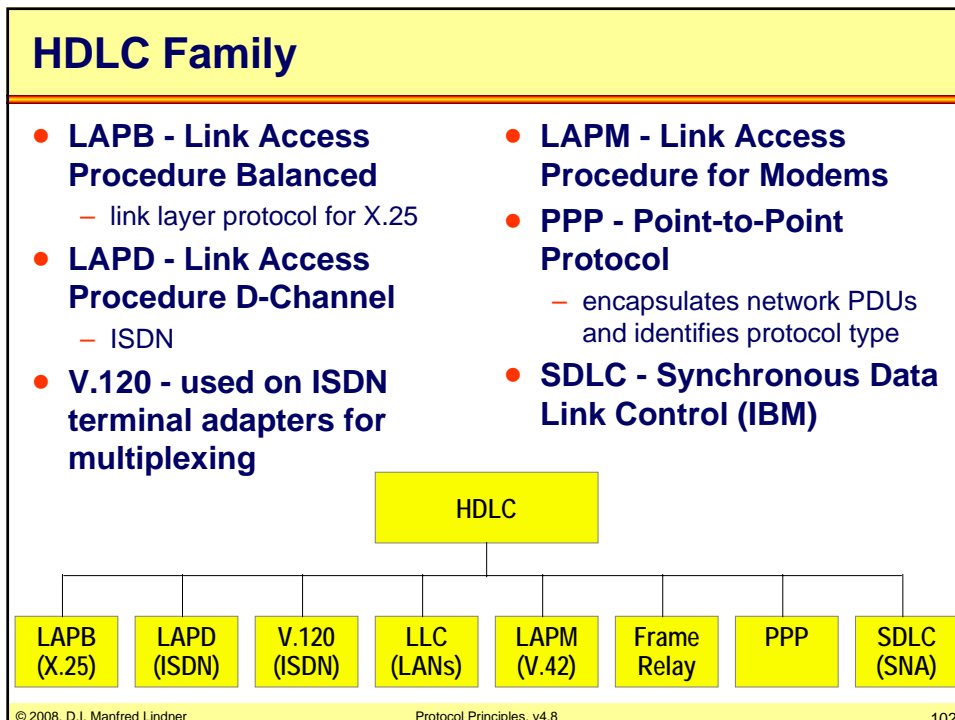 HDLC Family
● LAPB - Link Access
Procedure Balanced
– link layer protocol for X.25
● LAPD - Link Access
Procedure D-Channel
– ISDN
● V.120 - used on ISDN
terminal adapters for
multiplexing
● LAPM - Link Access
Procedure for Modems
● PPP - Point-to-Point
Protocol
– encapsulates network PDUs
and identifies protocol type
● SDLC - Synchronous Data
Link Control (IBM)
HDLC
LAPB
(X.25)
LAPD
(ISDN)
V.120
(ISDN)
LLC
(LANs)
LAPM
(V.42)
Frame
Relay
PPP
SDLC
(SNA)
© 2008, D.I. Manfred Lindner
Protocol Principles, v4.8
102